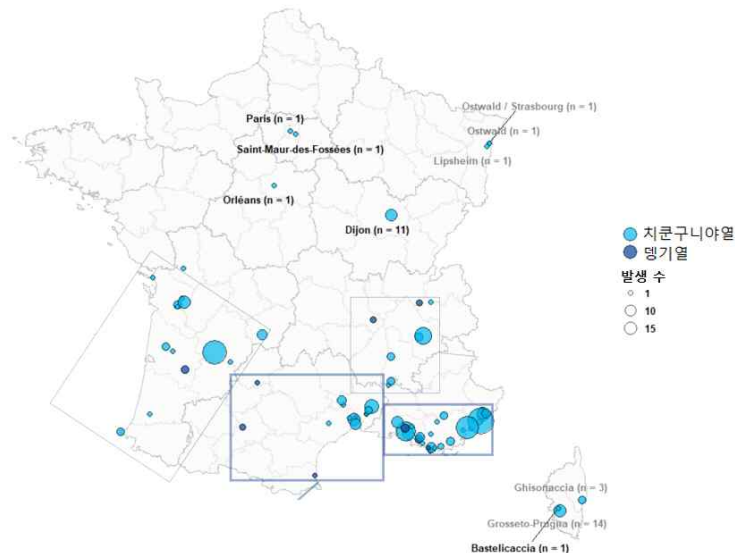 Ostwald / Strasbourg (n = 1)
Paris (n = 1)
Ostwald (n = 1)
Saint-Maur-des-Fossées (n = 1)
Lipsheim (n = 1)
Orléans (n = 1)
Dijon (n = 11)
치쿤구니야열
뎅기열
발생 수
1
10
15
Ghisonaccia (n = 3)
Grosseto-Prugna (n = 14)
Bastelicaccia (n = 1)